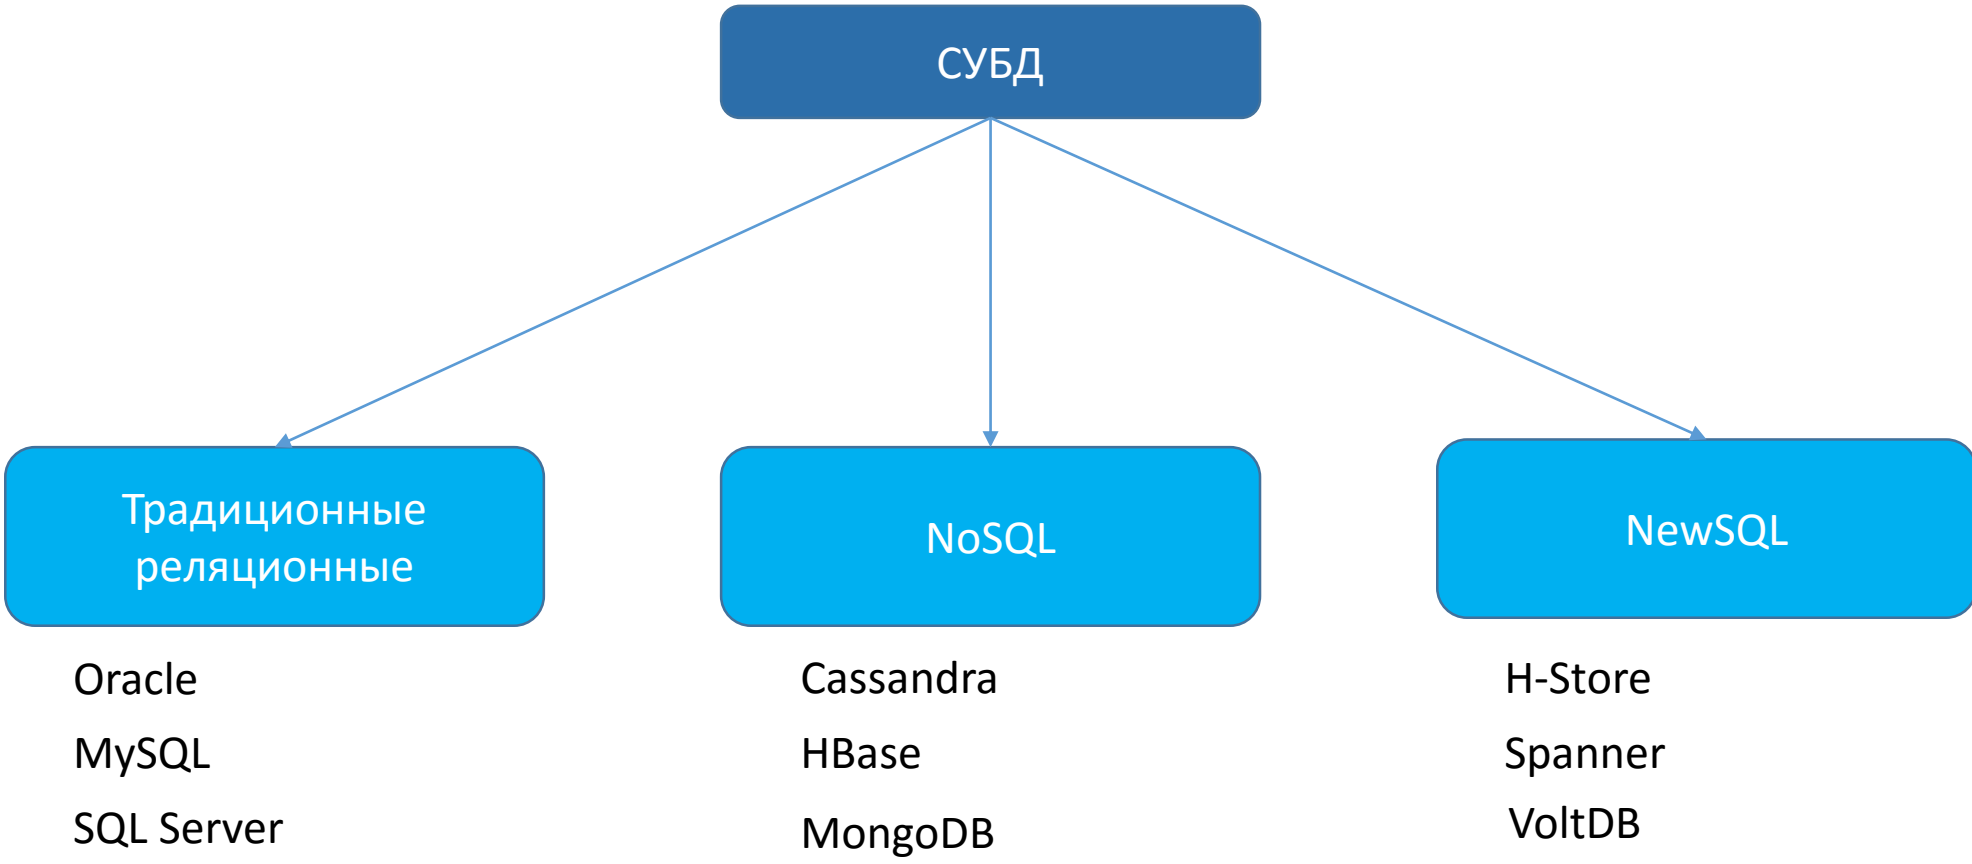 СУБД
Традиционные
реляционные
NoSQL
NewSQL
Oracle
MySQL
SQL Server
Cassandra
HBase
MongoDB
H-Store
Spanner
VoltDB